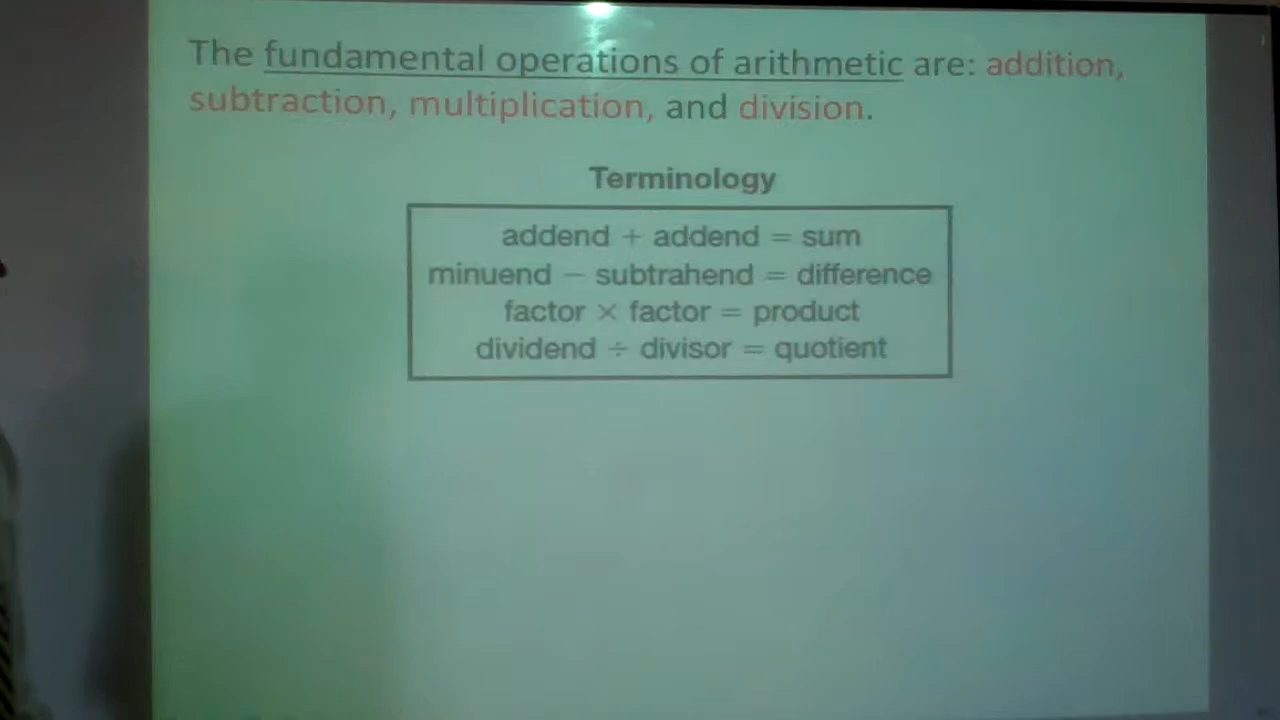 The fundamental operations of arithmetic are: addition,
subtraction, multiplication, and division.
Terminology
addend + addend = sum
minuend − subtrahend = difference
factor × factor = product
dividend ÷ divisor = quotient